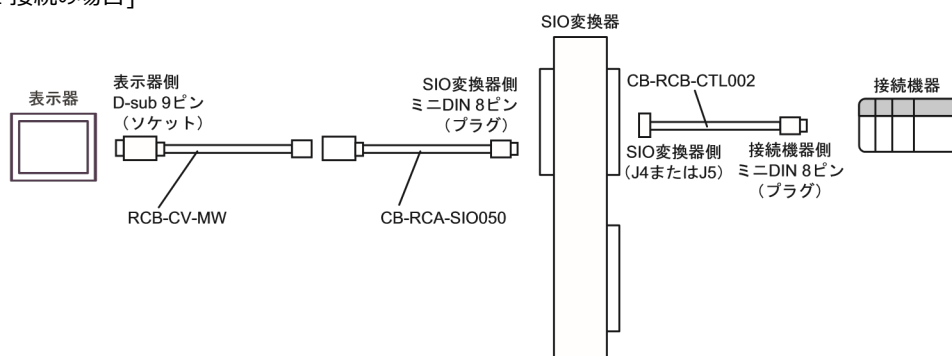 接続の場合］
SIO変換器
表示器
表示器側
D-sub 9ピン
（ソケット）
SIO変換器側
ミニDIN 8ピン
（プラグ）
CB-RCB-CTL002
接続機器
SIO変換器側
（J4またはJ5）
接続機器側
ミニDIN 8ピン
（プラグ）
RCB-CV-MW
CB-RCA-SIO050